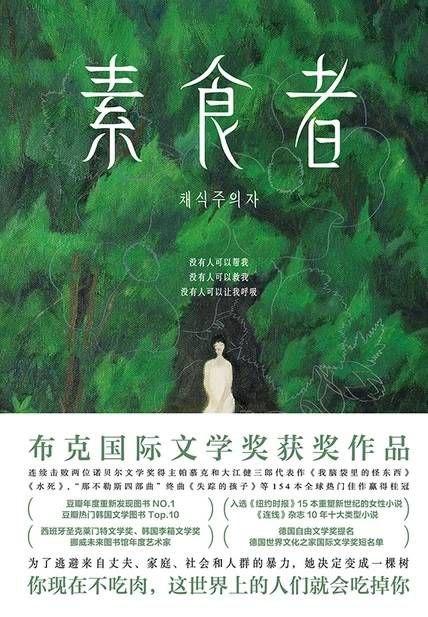 素食者
채식주의자
没有人可以帮我
没有人可以救我
没有人可以让我呼吸
布克国际文学奖获奖作品
连续击败两位诺贝尔文学奖得主帕慕克和大江健三郎代表作《我脑袋里的怪东西》
《水死》，“那不勒斯四部曲”终曲《失踪的孩子》等154本全球热门佳作赢得桂冠
豆瓣年度重新发现图书 NO.1
豆瓣热门韩国文学图书 Top.10
入选《纽约时报》15本重塑新世纪的女性小说
《连线》杂志10年十大类型小说
西班牙圣克莱门特文学奖、韩国李箱文学奖
挪威未来图书馆年度艺术家
德国自由文学奖提名
德国世界文化之家国际文学奖短名单
为了逃避来自丈夫、家庭、社会和人群的暴力，她决定变成一棵树
你现在不吃肉，这世界上的人们就会吃掉你